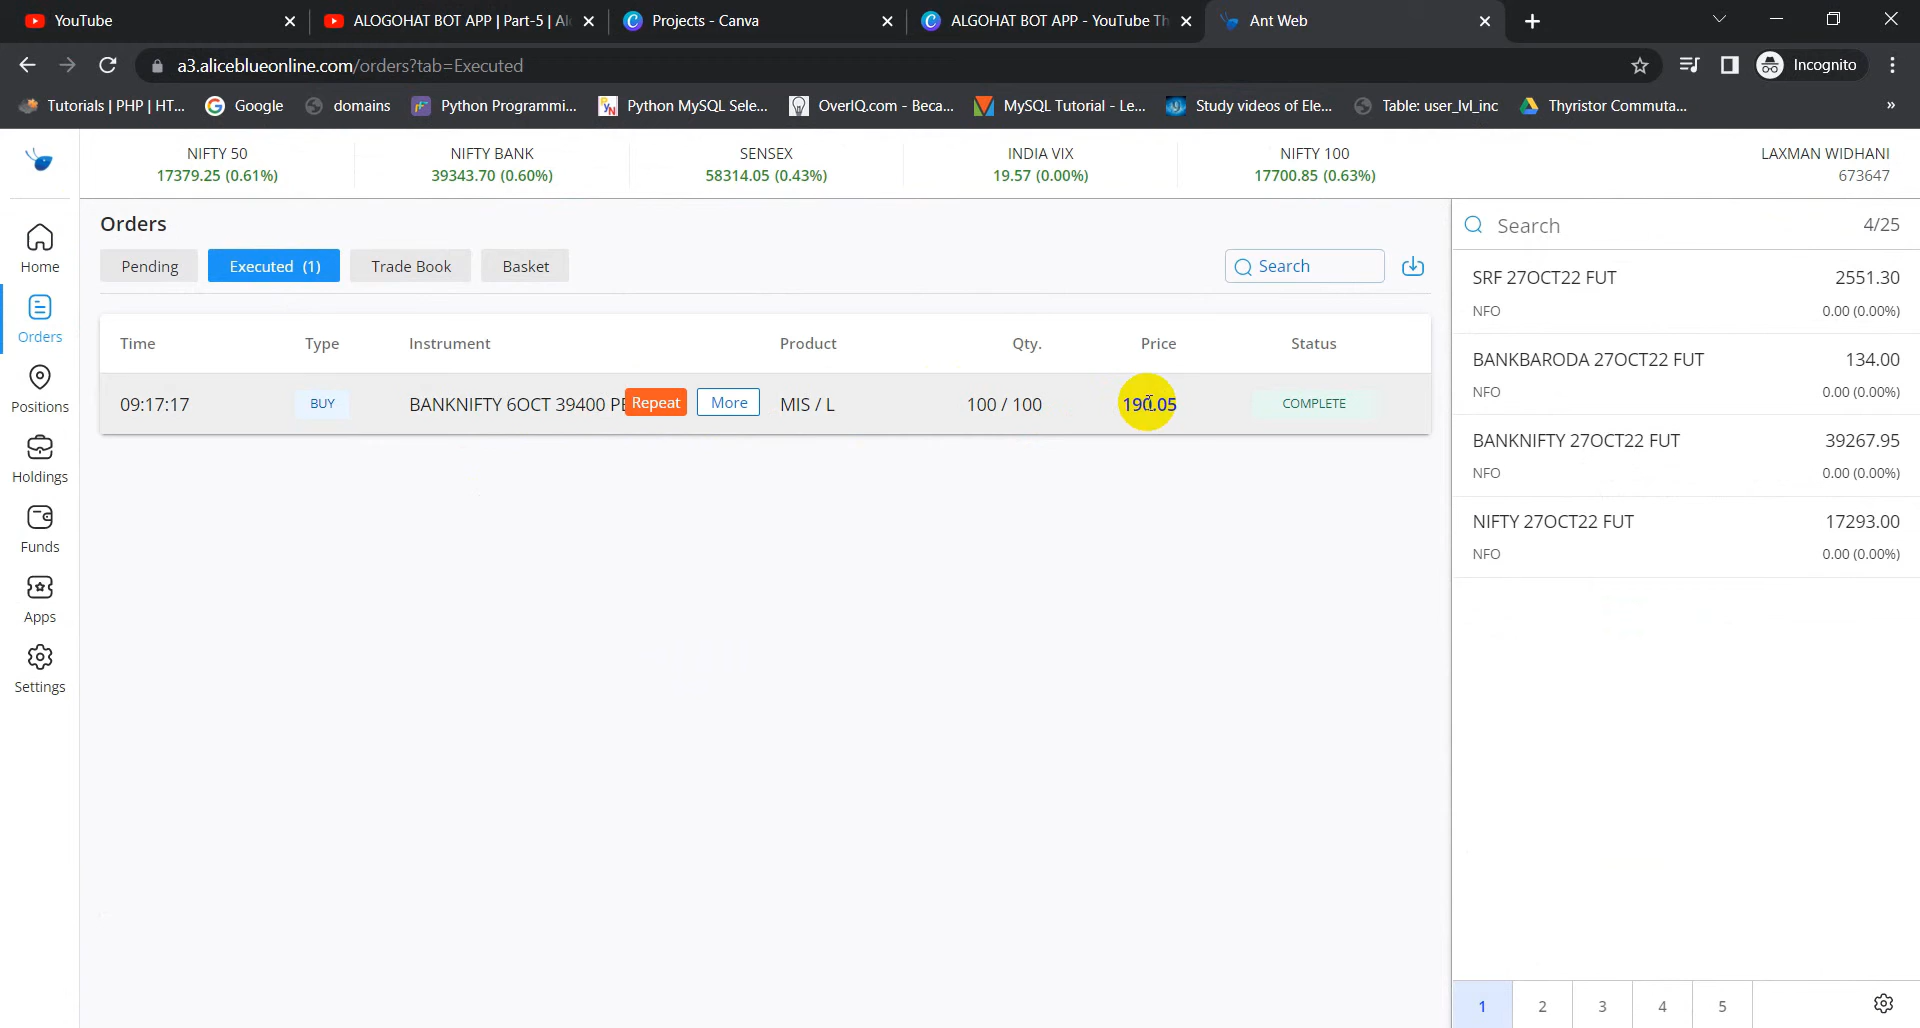 YouTube
ALOGOHAT BOT APP | Part-5 | Al
Projects - Canva
ALGOHAT BOT APP - YouTube Th
Ant Web
a3.aliceblueonline.com/orders?tab=Executed
Incognito
Tutorials | PHP | HT...
Google
domains
Python Programmi...
Python MySQL Sele...
OverIQ.com - Beca...
MySQL Tutorial - Le...
Study videos of Ele...
Table: user_lvl_inc
Thyristor Commuta...
»
NIFTY 50
17379.25 (0.61%)
NIFTY BANK
39343.70 (0.60%)
SENSEX
58314.05 (0.43%)
INDIA VIX
19.57 (0.00%)
NIFTY 100
17700.85 (0.63%)
LAXMAN WIDHANI
673647
Home
Orders
Positions
Holdings
Funds
Apps
Settings
Orders
Pending
Executed (1)
Trade Book
Basket
Search
Time
Type
Instrument
Product
Qty.
Price
Status
09:17:17
BUY
BANKNIFTY 6OCT 39400 PE
Repeat
More
MIS / L
100 / 100
190.05
COMPLETE
Search
4/25
SRF 27OCT22 FUT
2551.30
NFO
0.00 (0.00%)
BANKBARODA 27OCT22 FUT
134.00
NFO
0.00 (0.00%)
BANKNIFTY 27OCT22 FUT
39267.95
NFO
0.00 (0.00%)
NIFTY 27OCT22 FUT
17293.00
NFO
0.00 (0.00%)
1
2
3
4
5